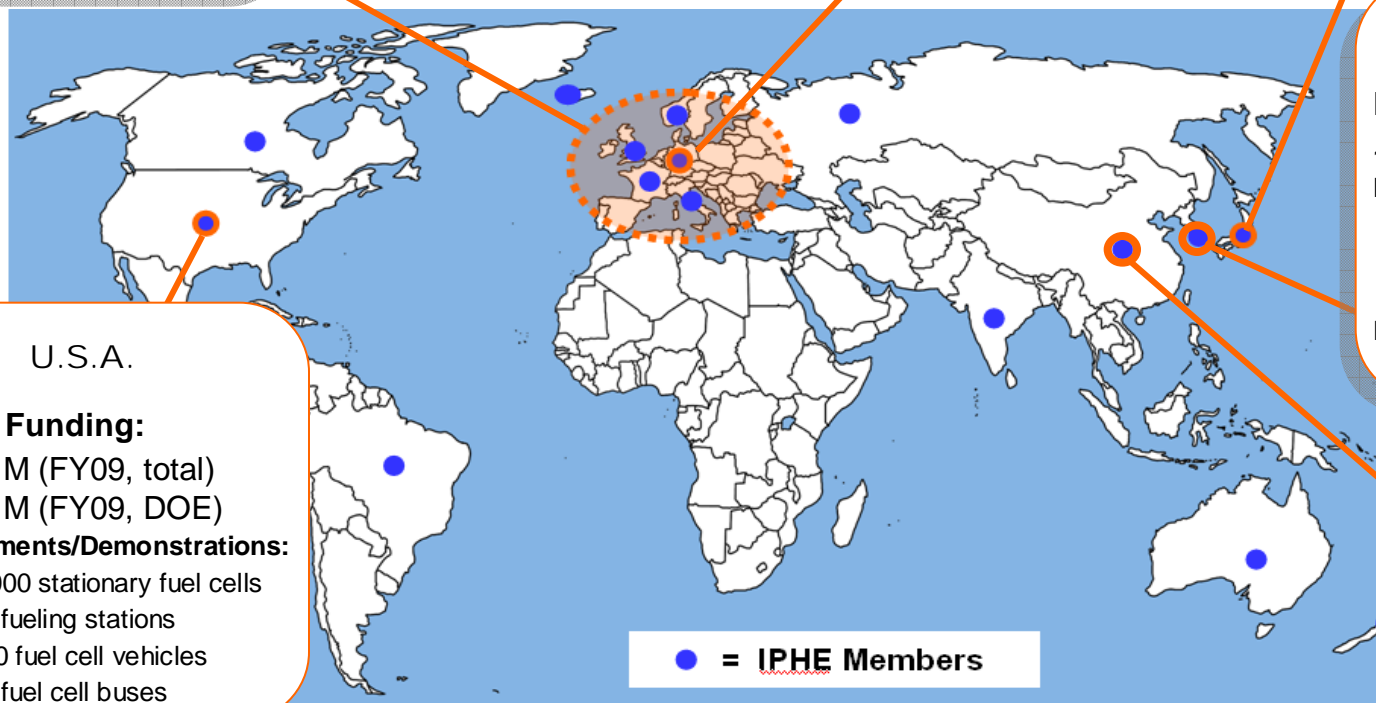 U.S.A.
Funding:
M (FY09, total)
M (FY09, DOE)
ments/Demonstrations:
000 stationary fuel cells
fueling stations
0 fuel cell vehicles
fuel cell buses
= IPHE Members